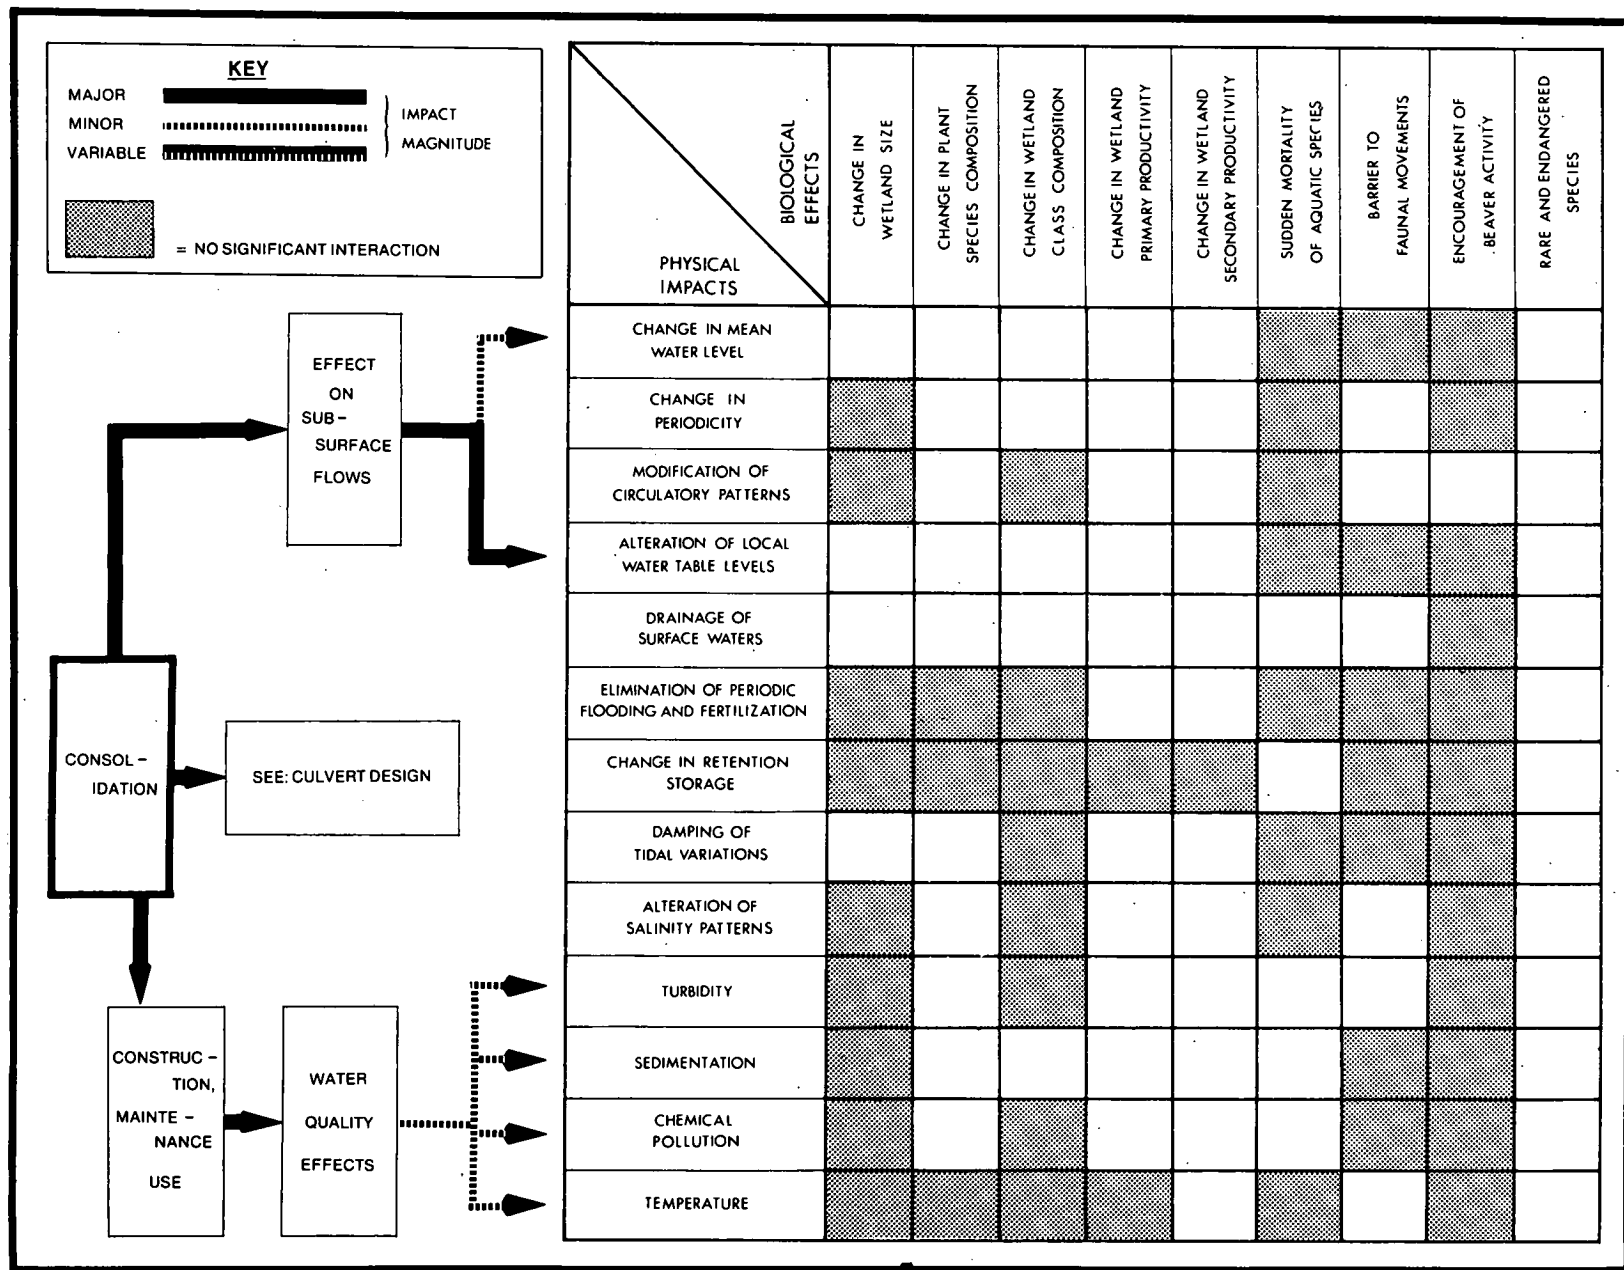 KEY
MAJOR
MINOR
VARIABLE
IMPACT
MAGNITUDE
= NO SIGNIFICANT INTERACTION
EFFECT
ON
SUB-
SURFACE
FLOWS
CONSOL-
IDATION
SEE: CULVERT DESIGN
CONSTRUC-
TION,
MAINTE-
NANCE
USE
WATER
QUALITY
EFFECTS
BIOLOGICAL
EFFECTS
PHYSICAL
IMPACTS
CHANGE IN
WETLAND SIZE
CHANGE IN PLANT
SPECIES COMPOSITION
CHANGE IN WETLAND
CLASS COMPOSITION
CHANGE IN WETLAND
PRIMARY PRODUCTIVITY
CHANGE IN WETLAND
SECONDARY PRODUCTIVITY
SUDDEN MORTALITY
OF AQUATIC SPECIES
BARRIER TO
FAUNAL MOVEMENTS
ENCOURAGEMENT OF
BEAVER ACTIVITY
RARE AND ENDANGERED
SPECIES
CHANGE IN MEAN
WATER LEVEL
CHANGE IN
PERIODICITY
MODIFICATION OF
CIRCULATORY PATTERNS
ALTERATION OF LOCAL
WATER TABLE LEVELS
DRAINAGE OF
SURFACE WATERS
ELIMINATION OF PERIODIC
FLOODING AND FERTILIZATION
CHANGE IN RETENTION
STORAGE
DAMPING OF
TIDAL VARIATIONS
ALTERATION OF
SALINITY PATTERNS
TURBIDITY
SEDIMENTATION
CHEMICAL
POLLUTION
TEMPERATURE